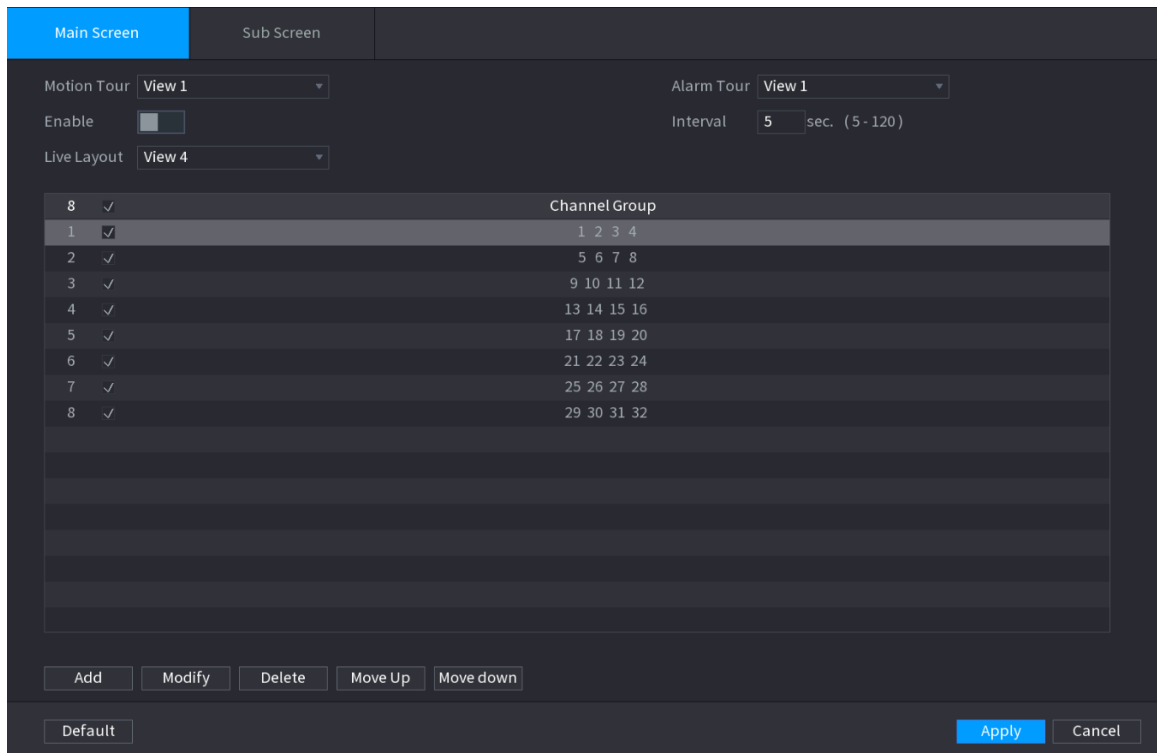 Main Screen Sub Screen
Motion Tour View 1 Alarm Tour View 1
Enable Interval 5 sec. (5-120)
Live Layout View 4
8 Channel Group
1 1 2 3 4
2 5 6 7 8
3 9 10 11 12
4 13 14 15 16
5 17 18 19 20
6 21 22 23 24
7 25 26 27 28
8 29 30 31 32
Add Modify Delete Move Up Move down
Default Apply Cancel